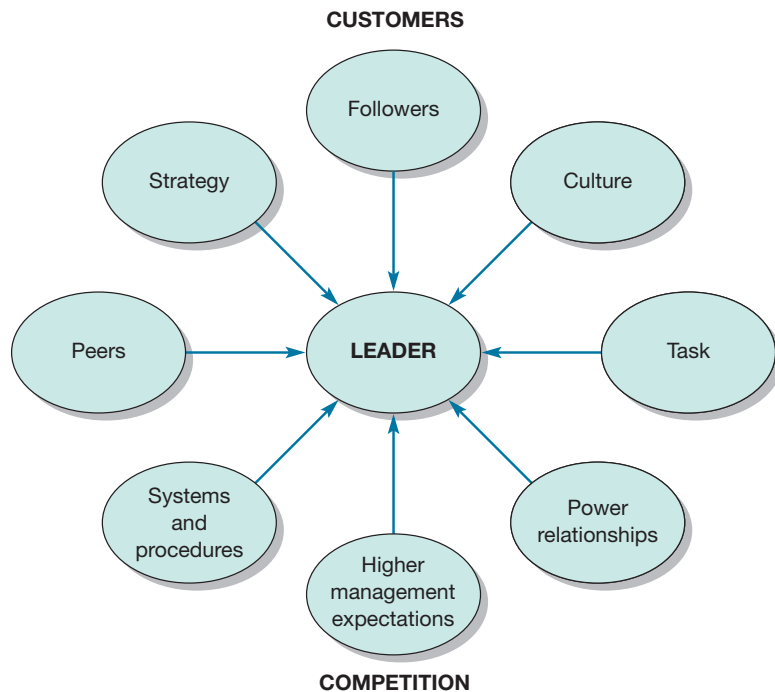 CUSTOMERS
Followers
Strategy
Culture
Peers
LEADER
Task
Systems
and
procedures
Power
relationships
Higher
management
expectations
COMPETITION